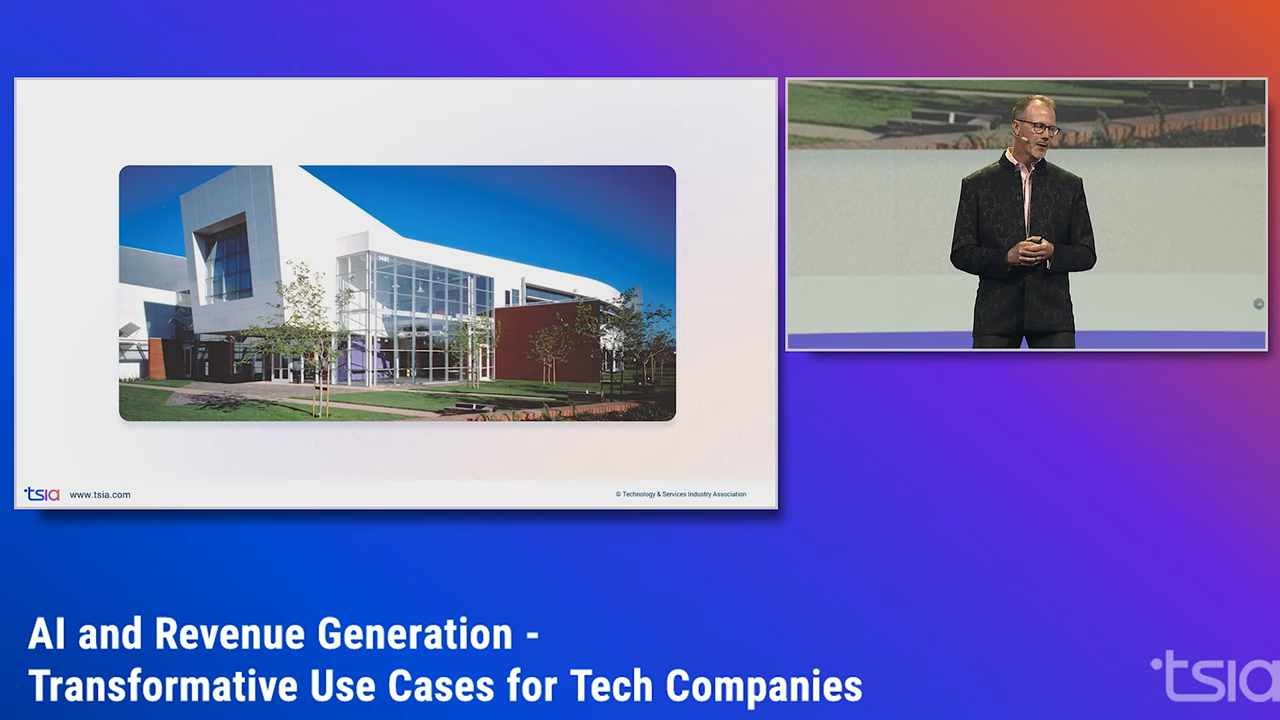 tsia www.tsia.com
© Technology & Services Industry Association
AI and Revenue Generation -
Transformative Use Cases for Tech Companies
tsia